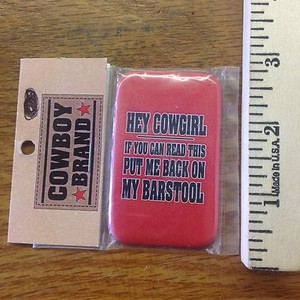 COWBOY
BRAND
HEY COWGIRL
IF YOU CAN READ THIS
PUT ME BACK ON
MY BARSTOOL
1
2
3
Made in U.S.A.